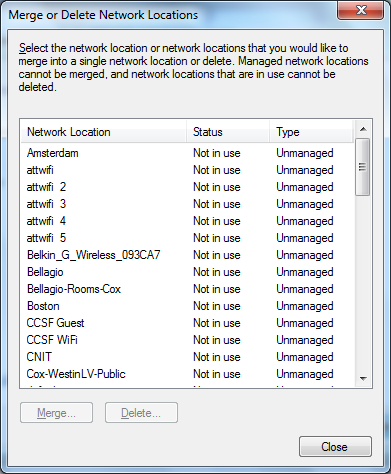 Merge or Delete Network Locations
Select the network location or network locations that you would like to
merge into a single network location or delete. Managed network locations
cannot be merged, and network locations that are in use cannot be
deleted.
Network Location Status Type
Amsterdam Not in use Unmanaged
attwifi Not in use Unmanaged
attwifi 2 Not in use Unmanaged
attwifi 3 Not in use Unmanaged
attwifi 4 Not in use Unmanaged
attwifi 5 Not in use Unmanaged
Belkin_G_Wireless_093CA7 Not in use Unmanaged
Bellagio Not in use Unmanaged
Bellagio-Rooms-Cox Not in use Unmanaged
Boston Not in use Unmanaged
CCSF Guest Not in use Unmanaged
CCSF WiFi Not in use Unmanaged
CNIT Not in use Unmanaged
Cox-WestinLV-Public Not in use Unmanaged
Merge... Delete...
Close